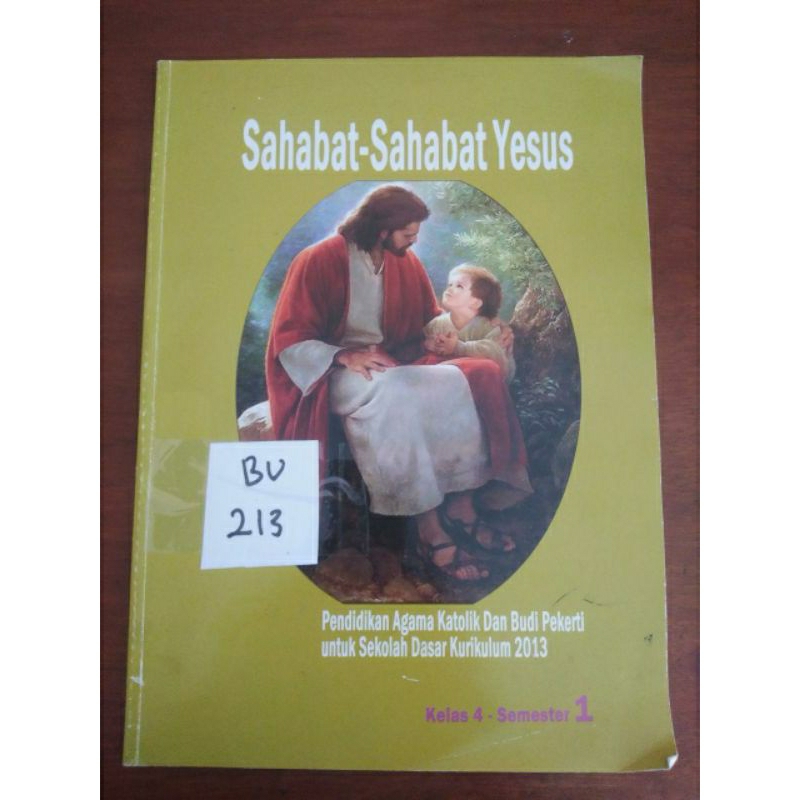 Sahabat-Sahabat Yesus
BU
213
Pendidikan Agama Katolik Dan Budi Pekerti
untuk Sekolah Dasar Kurikulum 2013
Kelas 4 - Semester 1